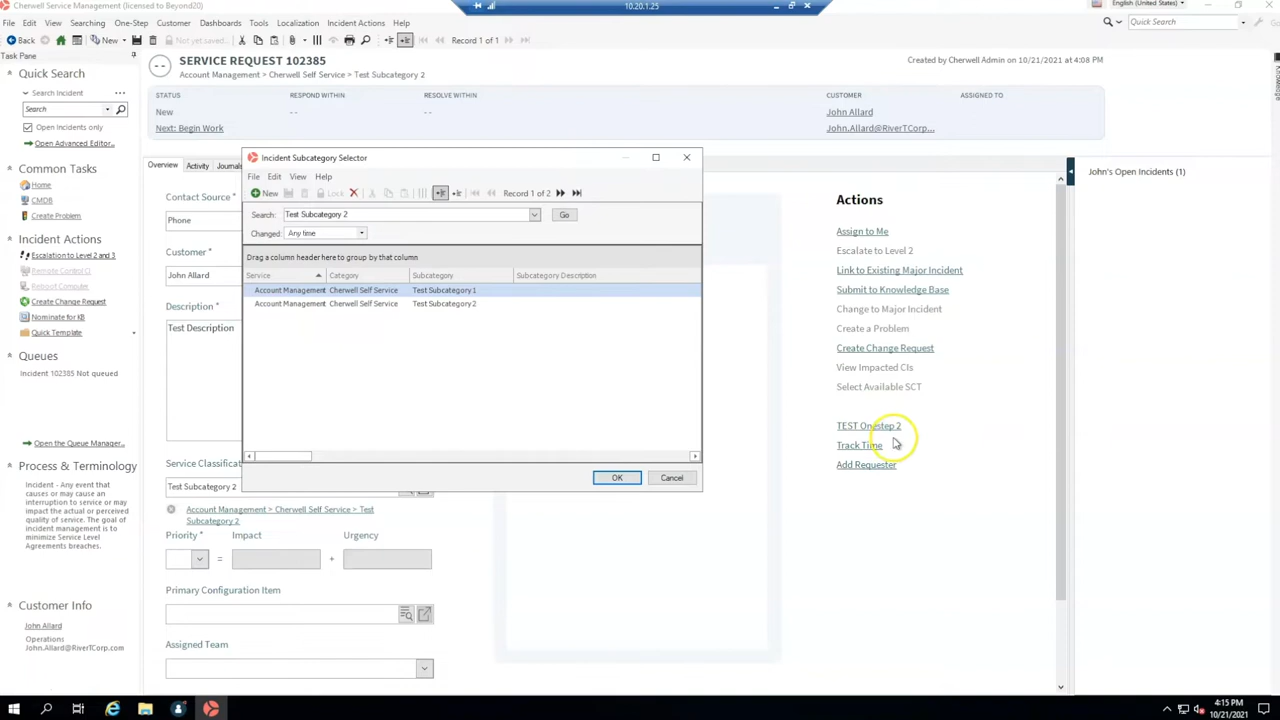 Cherwell Service Management (licensed to Beyond20)
10.20.1.25
English (United States)
File Edit View Searching One-Step Customer Dashboards Tools Localization Incident Actions Help
Back New Not yet saved... Record 1 of 1
Quick Search
Task Pane
Quick Search
Search Incident
Search
Open Incidents only
Open Advanced Editor...
Common Tasks
Home
CMDB
Create Problem
Incident Actions
Escalation to Level 2 and 3
Remote Control CI
Reboot Computer
Create Change Request
Nominate for KB
Quick Template
Queues
Incident 102385 Not queued
Open the Queue Manager...
Process & Terminology
Incident - Any event that
causes or may cause an
interruption to service or may
impact the actual or perceived
quality of service. The goal of
incident management is to
minimize Service Level
Agreements breaches.
Customer Info
John Allard
Operations
John.Allard@RiverTCorp.com
SERVICE REQUEST 102385
Account Management > Cherwell Self Service > Test Subcategory 2
Created by Cherwell Admin on 10/21/2021 at 4:08 PM
STATUS RESPOND WITHIN RESOLVE WITHIN CUSTOMER ASSIGNED TO
New -- -- John Allard
Next: Begin Work John.Allard@RiverTCorp...
Overview Activity Journals
Contact Source *
Phone
Customer *
John Allard
Description *
Test Description
Service Classificat
Test Subcategory 2
Account Management > Cherwell Self Service > Test
Subcategory 2
Priority * Impact Urgency
= +
Primary Configuration Item
Assigned Team
Incident Subcategory Selector
File Edit View Help
New Lock Record 1 of 2
Search: Test Subcategory 2 Go
Changed: Any time
Drag a column header here to group by that column
Service Category Subcategory Subcategory Description
Account Management Cherwell Self Service Test Subcategory 1
Account Management Cherwell Self Service Test Subcategory 2
OK Cancel
Actions
Assign to Me
Escalate to Level 2
Link to Existing Major Incident
Submit to Knowledge Base
Change to Major Incident
Create a Problem
Create Change Request
View Impacted CIs
Select Available SCT
TEST Onestep 2
Track Time
Add Requester
John's Open Incidents (1)
4:15 PM
10/21/2021